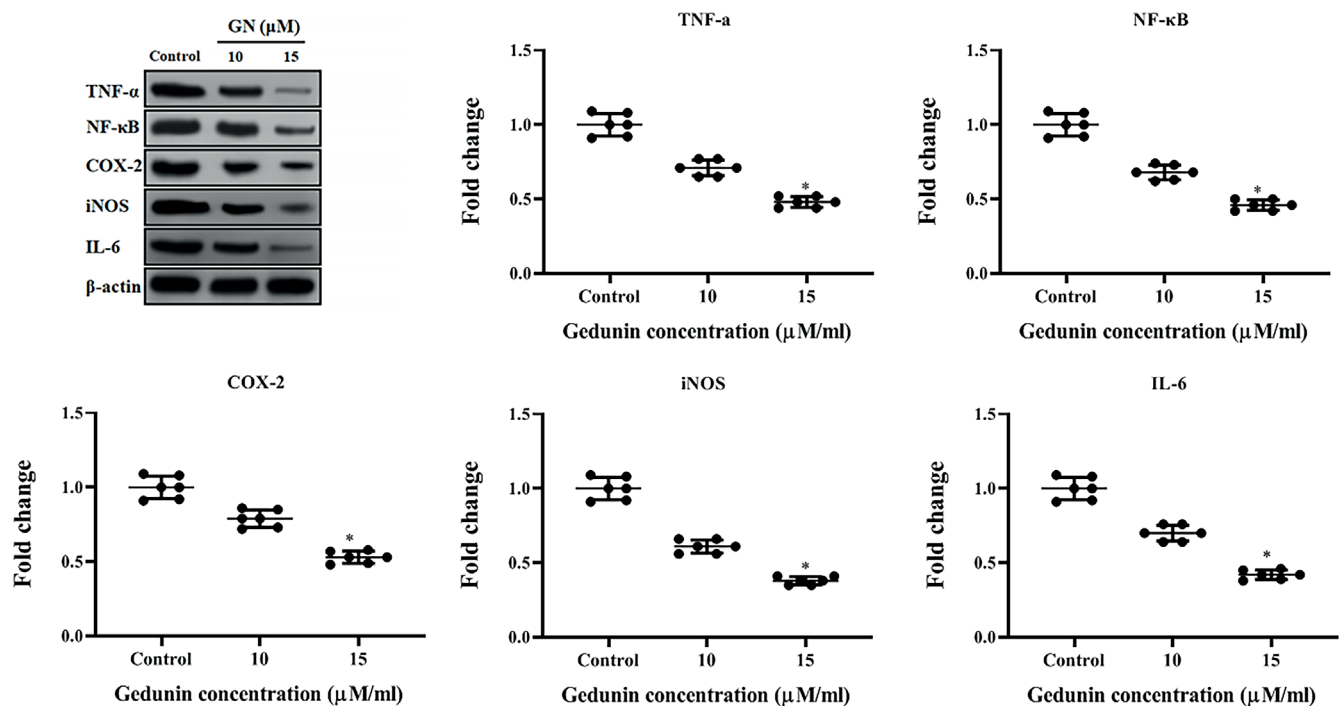 GN (μM)
Control 10 15
TNF-α
NF-κB
COX-2
iNOS
IL-6
β-actin
TNF-a
Fold change
1.5
1.0
0.5
0.0
*
Control 10 15
Gedunin concentration (μM/ml)
NF-κB
Fold change
1.5
1.0
0.5
0.0
*
Control 10 15
Gedunin concentration (μM/ml)
COX-2
Fold change
1.5
1.0
0.5
0.0
*
Control 10 15
Gedunin concentration (μM/ml)
iNOS
Fold change
1.5
1.0
0.5
0.0
*
Control 10 15
Gedunin concentration (μM/ml)
IL-6
Fold change
1.5
1.0
0.5
0.0
*
Control 10 15
Gedunin concentration (μM/ml)